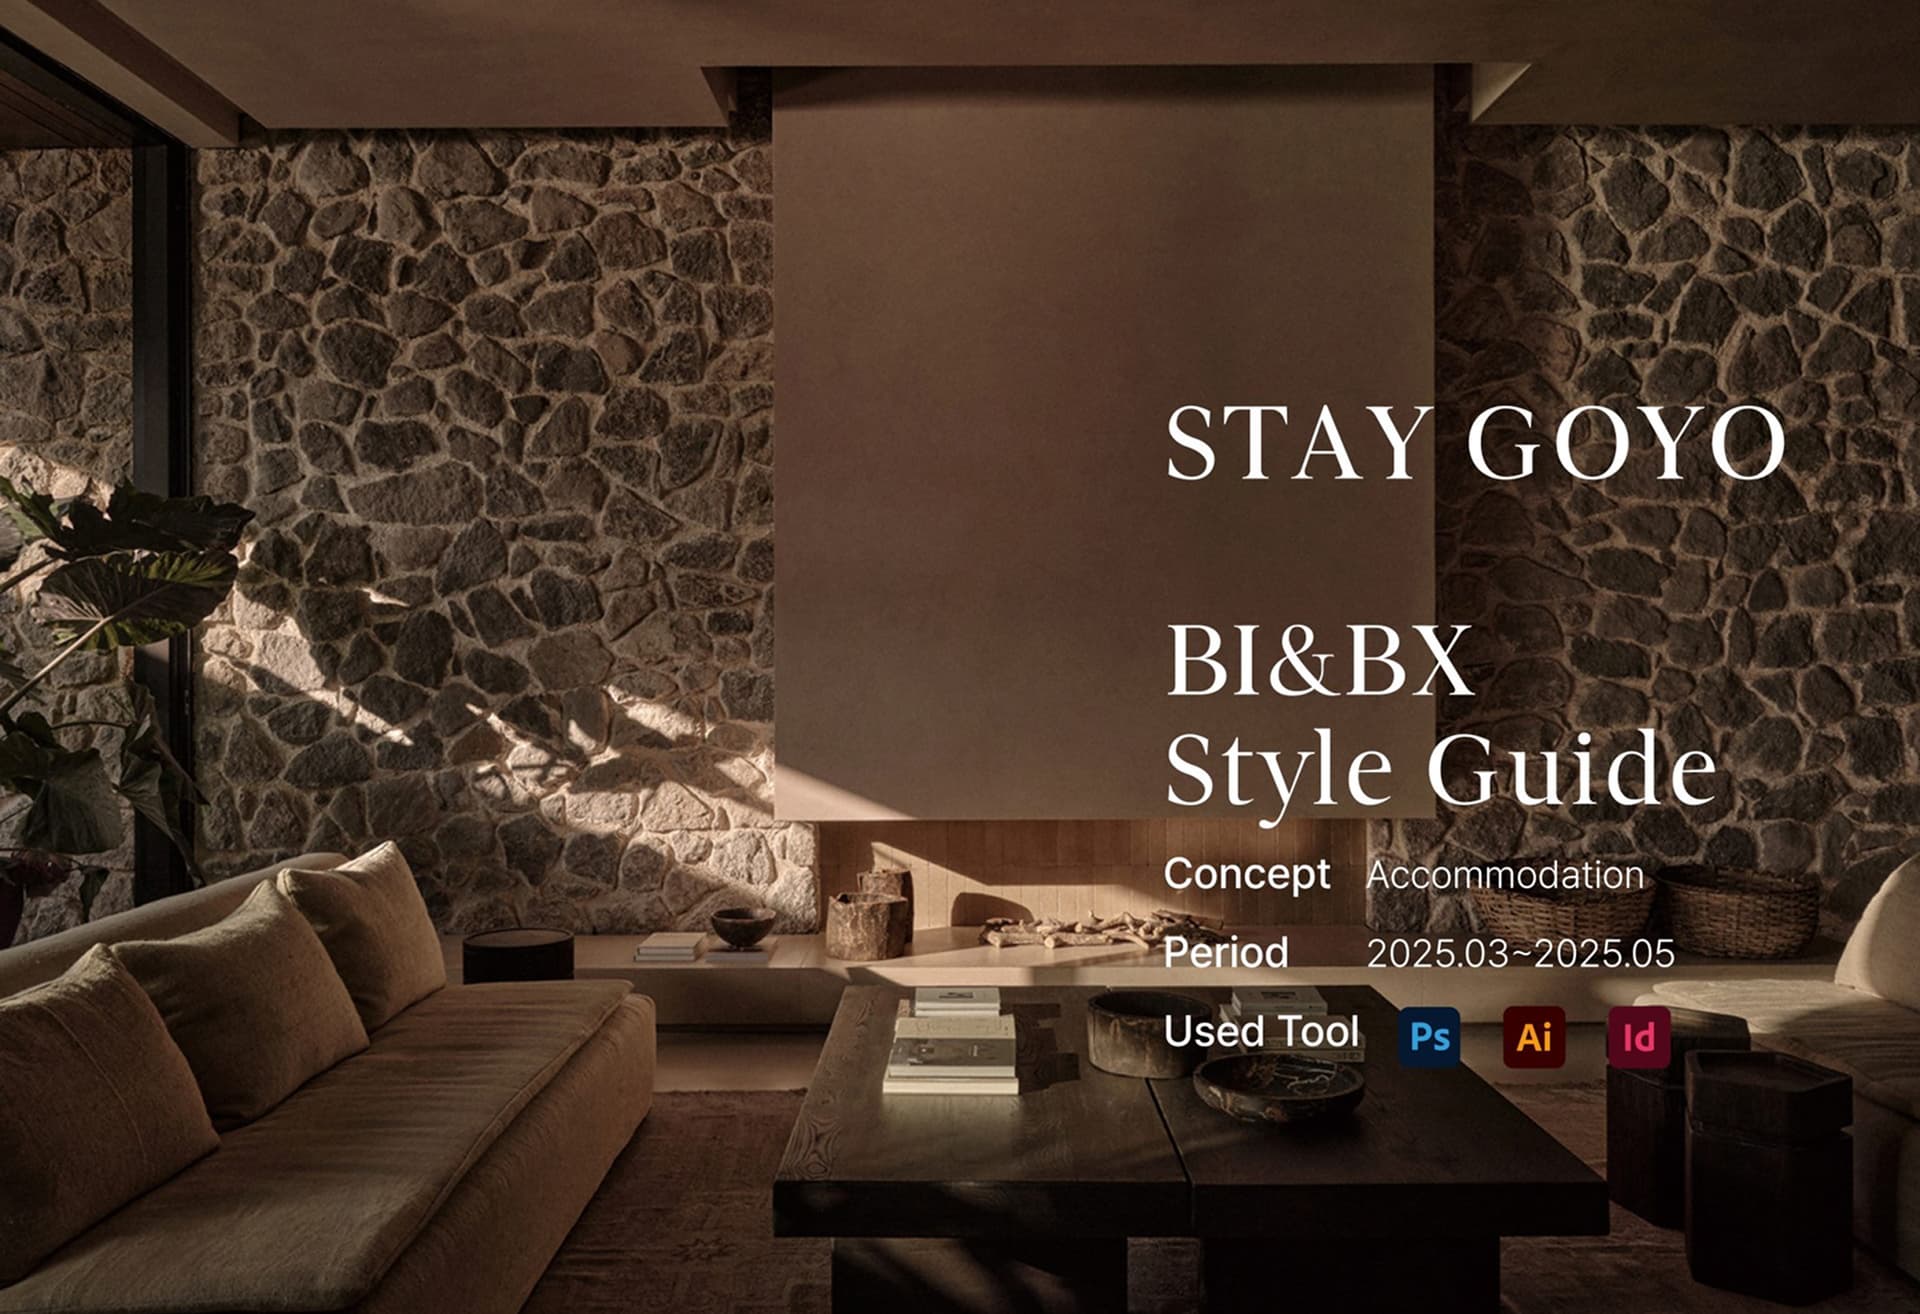 STAY GOYO
BI&BX
Style Guide
Concept Accommodation
Period 2025.03~2025.05
Used Tool Ps Ai Id